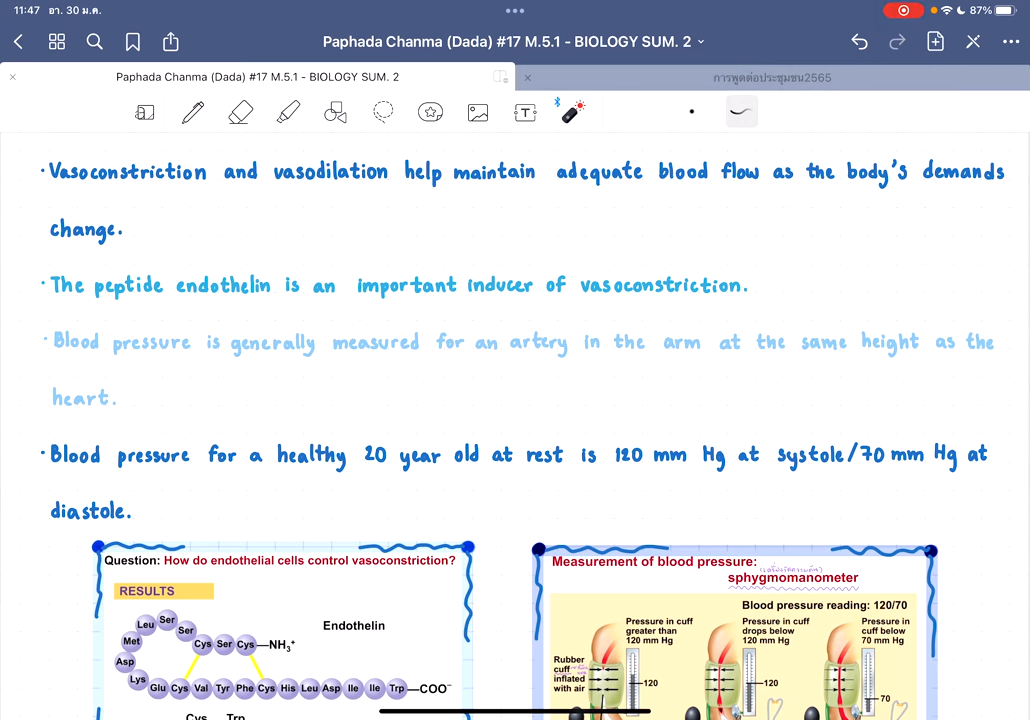 11:47 อา. 30 ม.ค.
87%
Paphada Chanma (Dada) #17 M.5.1 - BIOLOGY SUM. 2
Paphada Chanma (Dada) #17 M.5.1 - BIOLOGY SUM. 2
การพูดต่อประชุมชน2565
· Vasoconstriction and vasodilation help maintain adequate blood flow as the body's demands
change.
· The peptide endothelin is an important inducer of vasoconstriction.
· Blood pressure is generally measured for an artery in the arm at the same height as the
heart.
· Blood pressure for a healthy 20 year old at rest is 120 mm Hg at systole/70 mm Hg at
diastole.
Question: How do endothelial cells control vasoconstriction?
RESULTS
Endothelin
Leu Ser Ser
Met Cys Ser Cys —NH₃⁺
Asp
Lys
Glu Cys Val Tyr Phe Cys His Leu Asp Ile Ile Trp —COO⁻
Cys Trp
Measurement of blood pressure:
sphygmomanometer
Blood pressure reading: 120/70
Pressure in cuff
greater than
120 mm Hg
Pressure in cuff
drops below
120 mm Hg
Pressure in
cuff below
70 mm Hg
Rubber
cuff
inflated
with air
120
120
70